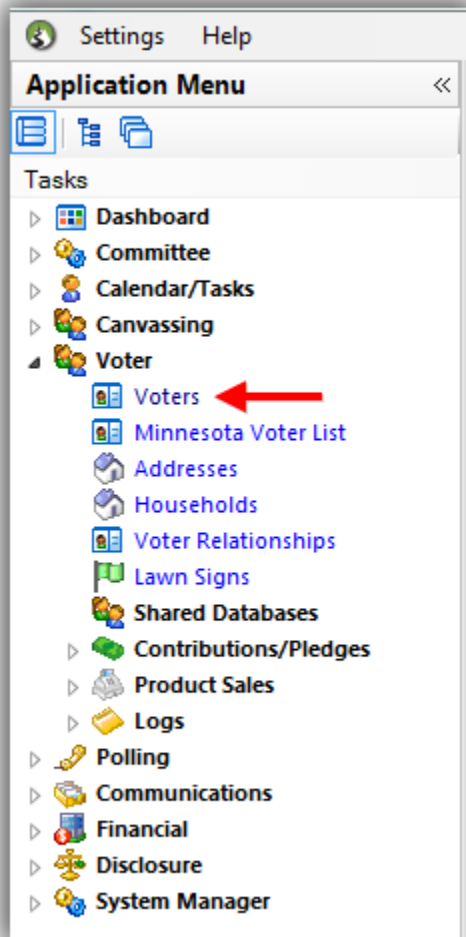 Settings Help
Application Menu
Tasks
Dashboard
Committee
Calendar/Tasks
Canvassing
Voter
Voters
Minnesota Voter List
Addresses
Households
Voter Relationships
Lawn Signs
Shared Databases
Contributions/Pledges
Product Sales
Logs
Polling
Communications
Financial
Disclosure
System Manager